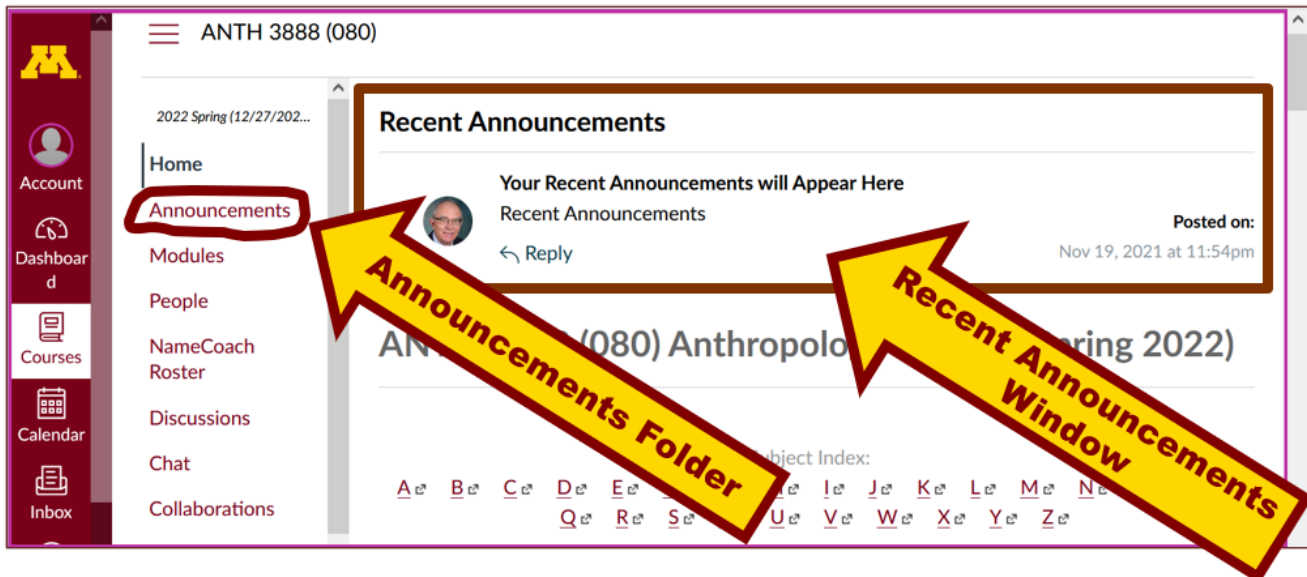 ANTH 3888 (080)
M
Account
Dashboar
d
Courses
Calendar
Inbox
2022 Spring (12/27/202...
Home
Announcements
Modules
People
NameCoach
Roster
Discussions
Chat
Collaborations
Recent Announcements
Your Recent Announcements will Appear Here
Recent Announcements
Reply
Posted on:
Nov 19, 2021 at 11:54pm
(080) Anthropolo ring 2022)
Index:
A B C D E I J K L M N
Q R S U V W X Y Z
Announcements Folder
Recent Announcements
Window